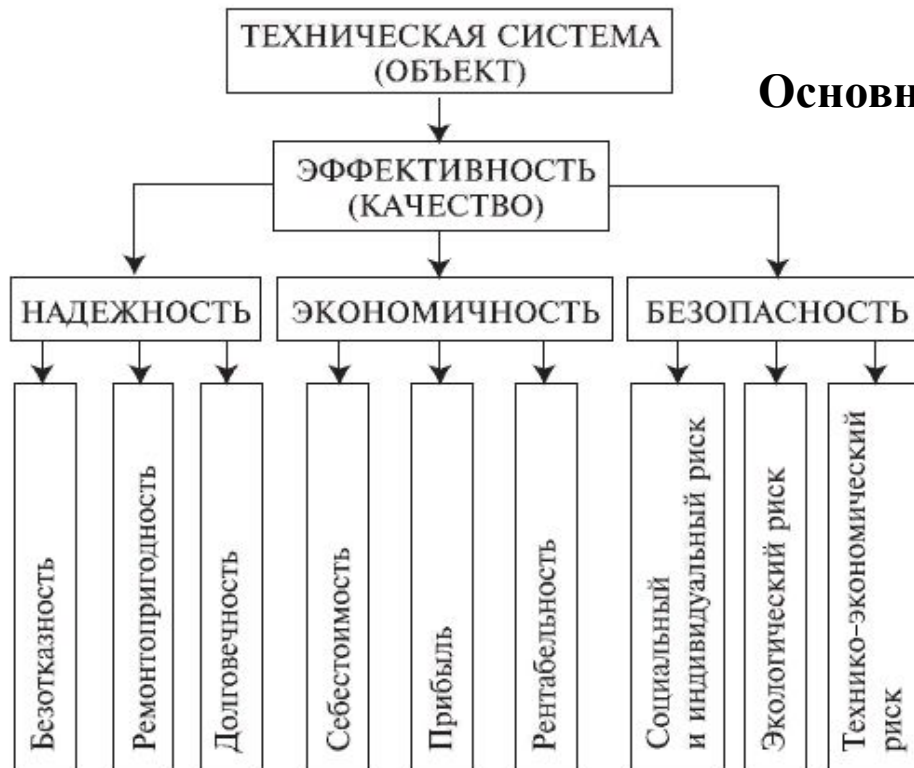 ТЕХНИЧЕСКАЯ СИСТЕМА
(ОБЪЕКТ)
Основн
ЭФФЕКТИВНОСТЬ
(КАЧЕСТВО)
НАДЕЖНОСТЬ
ЭКОНОМИЧНОСТЬ
БЕЗОПАСНОСТЬ
Безотказность
Ремонтопригодность
Долговечность
Себестоимость
Прибыль
Рентабельность
Социальный
и индивидуальный риск
Экологический риск
Технико-экономический
риск